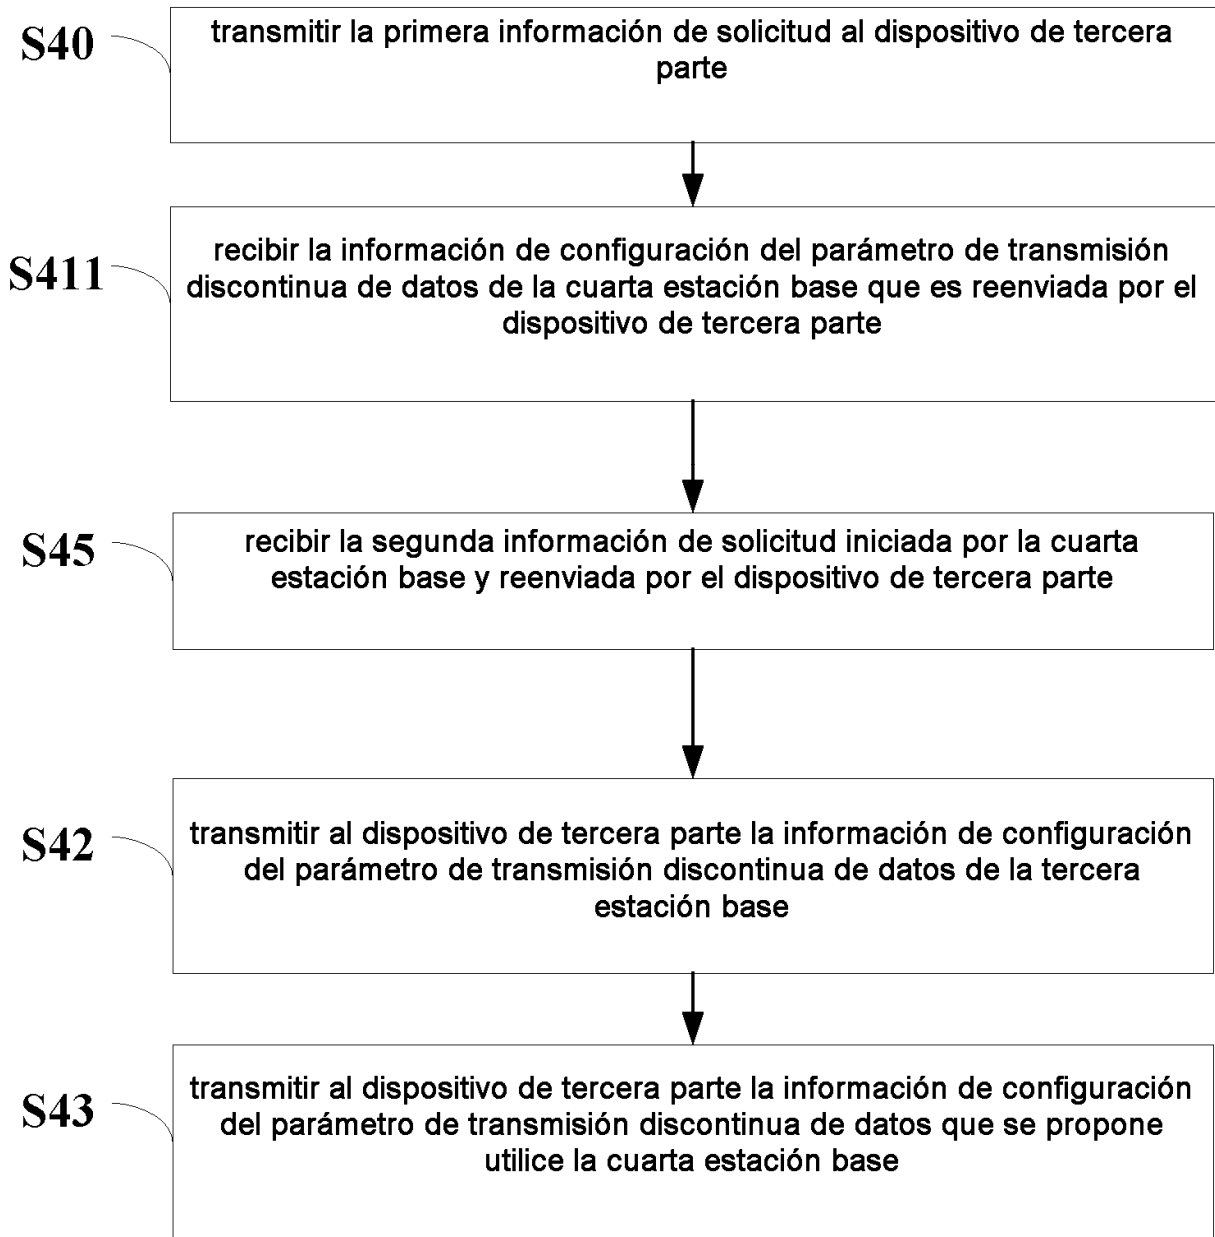 S40
transmitir la primera información de solicitud al dispositivo de tercera
parte
S411
recibir la información de configuración del parámetro de transmisión
discontinua de datos de la cuarta estación base que es reenviada por el
dispositivo de tercera parte
S45
recibir la segunda información de solicitud iniciada por la cuarta
estación base y reenviada por el dispositivo de tercera parte
S42
transmitir al dispositivo de tercera parte la información de configuración
del parámetro de transmisión discontinua de datos de la tercera
estación base
S43
transmitir al dispositivo de tercera parte la información de configuración
del parámetro de transmisión discontinua de datos que se propone
utilice la cuarta estación base